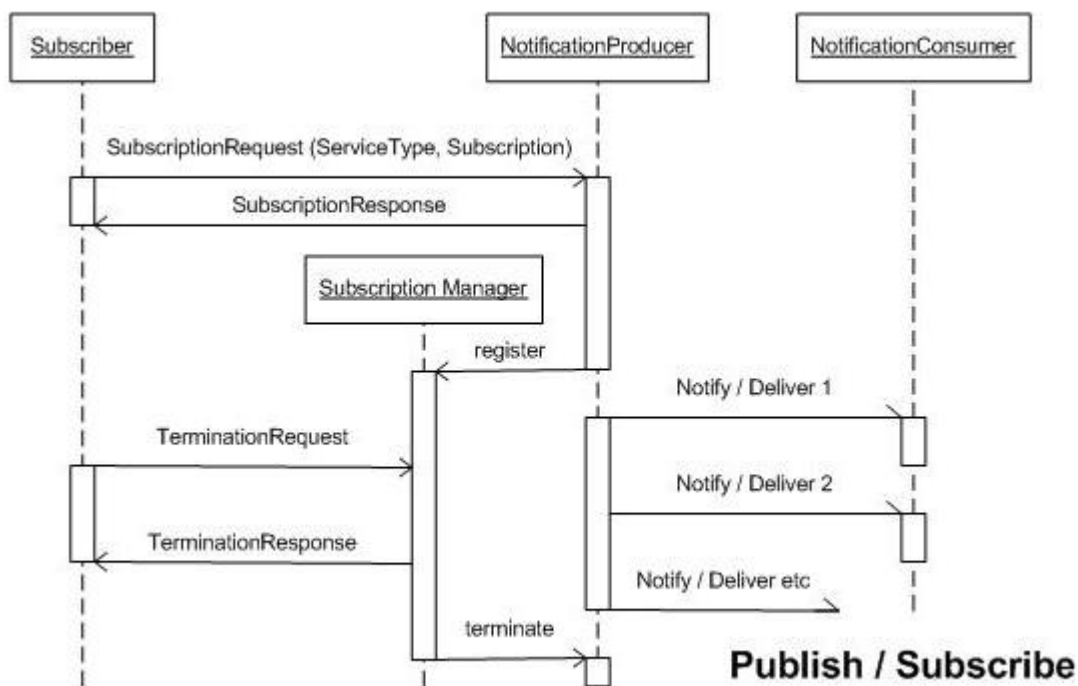 Subscriber
NotificationProducer
NotificationConsumer
SubscriptionRequest (ServiceType, Subscription)
SubscriptionResponse
Subscription Manager
register
Notify / Deliver 1
TerminationRequest
Notify / Deliver 2
TerminationResponse
Notify / Deliver etc
terminate
Publish / Subscribe